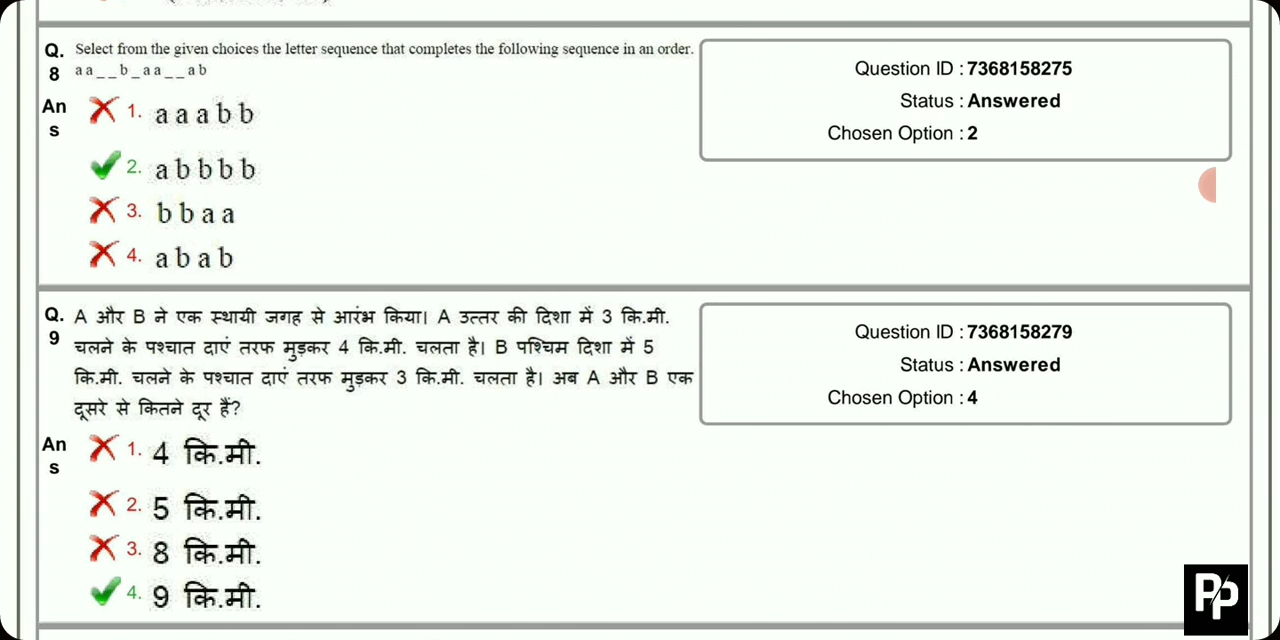 Q. Select from the given choices the letter sequence that completes the following sequence in an order.
8 a a _ _ b _ a a _ _ a b
Question ID : 7368158275
Status : Answered
Chosen Option : 2
An
s
1. a a a b b
2. a b b b b
3. b b a a
4. a b a b
Q. A और B ने एक स्थायी जगह से आरंभ किया। A उत्तर की दिशा में 3 कि.मी.
9 चलने के पश्चात दाएं तरफ मुड़कर 4 कि.मी. चलता है। B पश्चिम दिशा में 5
कि.मी. चलने के पश्चात दाएं तरफ मुड़कर 3 कि.मी. चलता है। अब A और B एक
दूसरे से कितने दूर हैं?
Question ID : 7368158279
Status : Answered
Chosen Option : 4
An
s
1. 4 कि.मी.
2. 5 कि.मी.
3. 8 कि.मी.
4. 9 कि.मी.
PP